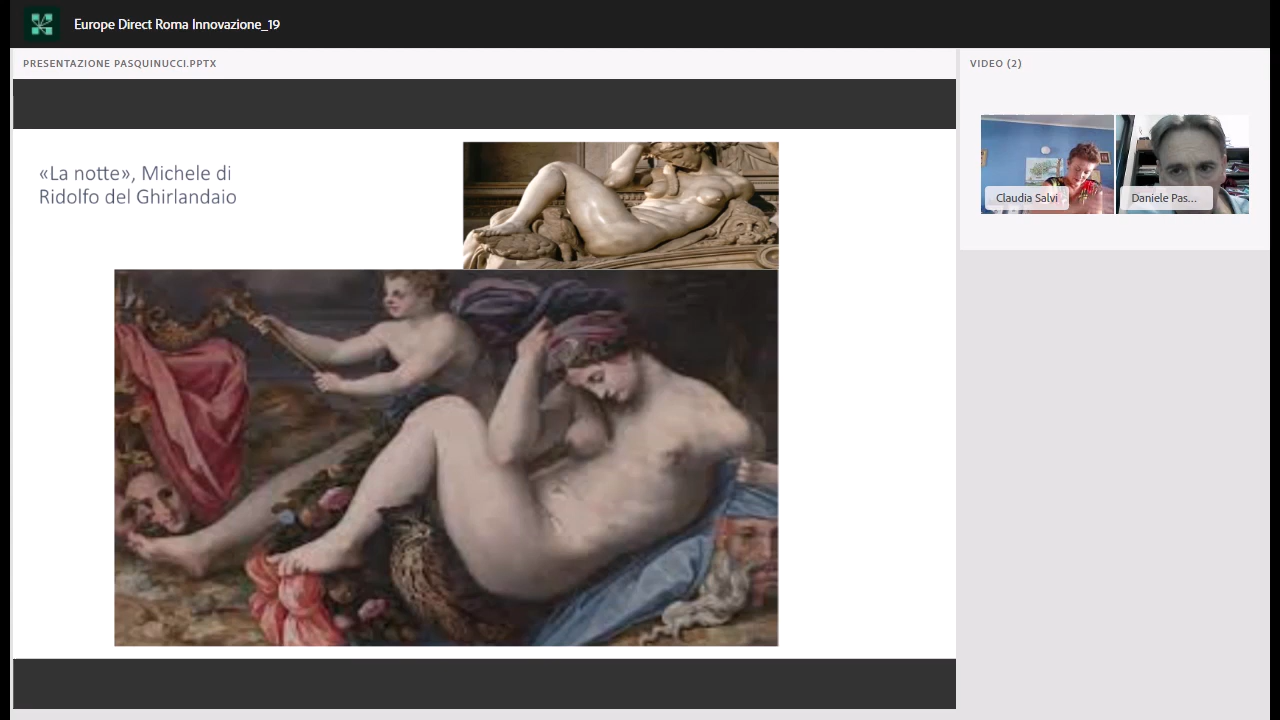 Europe Direct Roma Innovazione_19
PRESENTAZIONE PASQUINUCCI.PPTX
VIDEO (2)
«La notte», Michele di
Ridolfo del Ghirlandaio
Claudia Salvi
Daniele Pas...